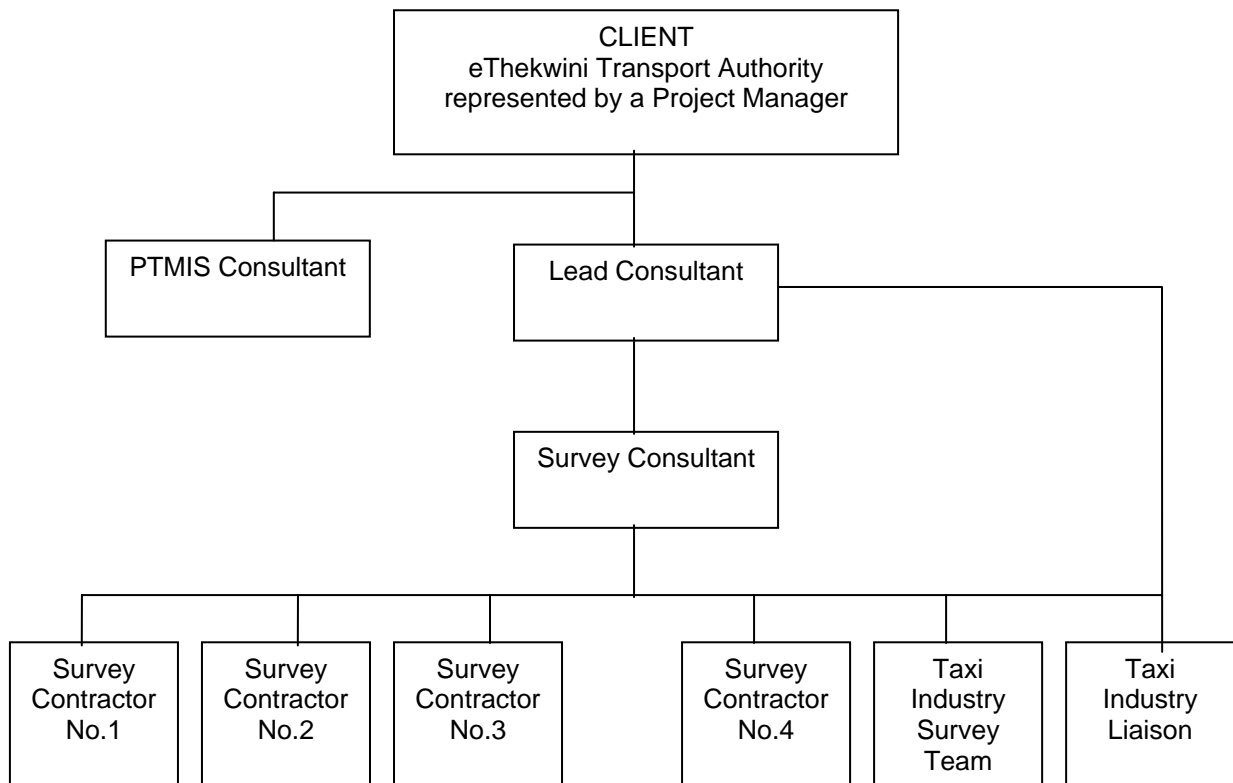 CLIENT
eThekwini Transport Authority
represented by a Project Manager
PTMIS Consultant
Lead Consultant
Survey Consultant
Survey
Contractor
No.1
Survey
Contractor
No.2
Survey
Contractor
No.3
Survey
Contractor
No.4
Taxi
Industry
Survey
Team
Taxi
Industry
Liaison